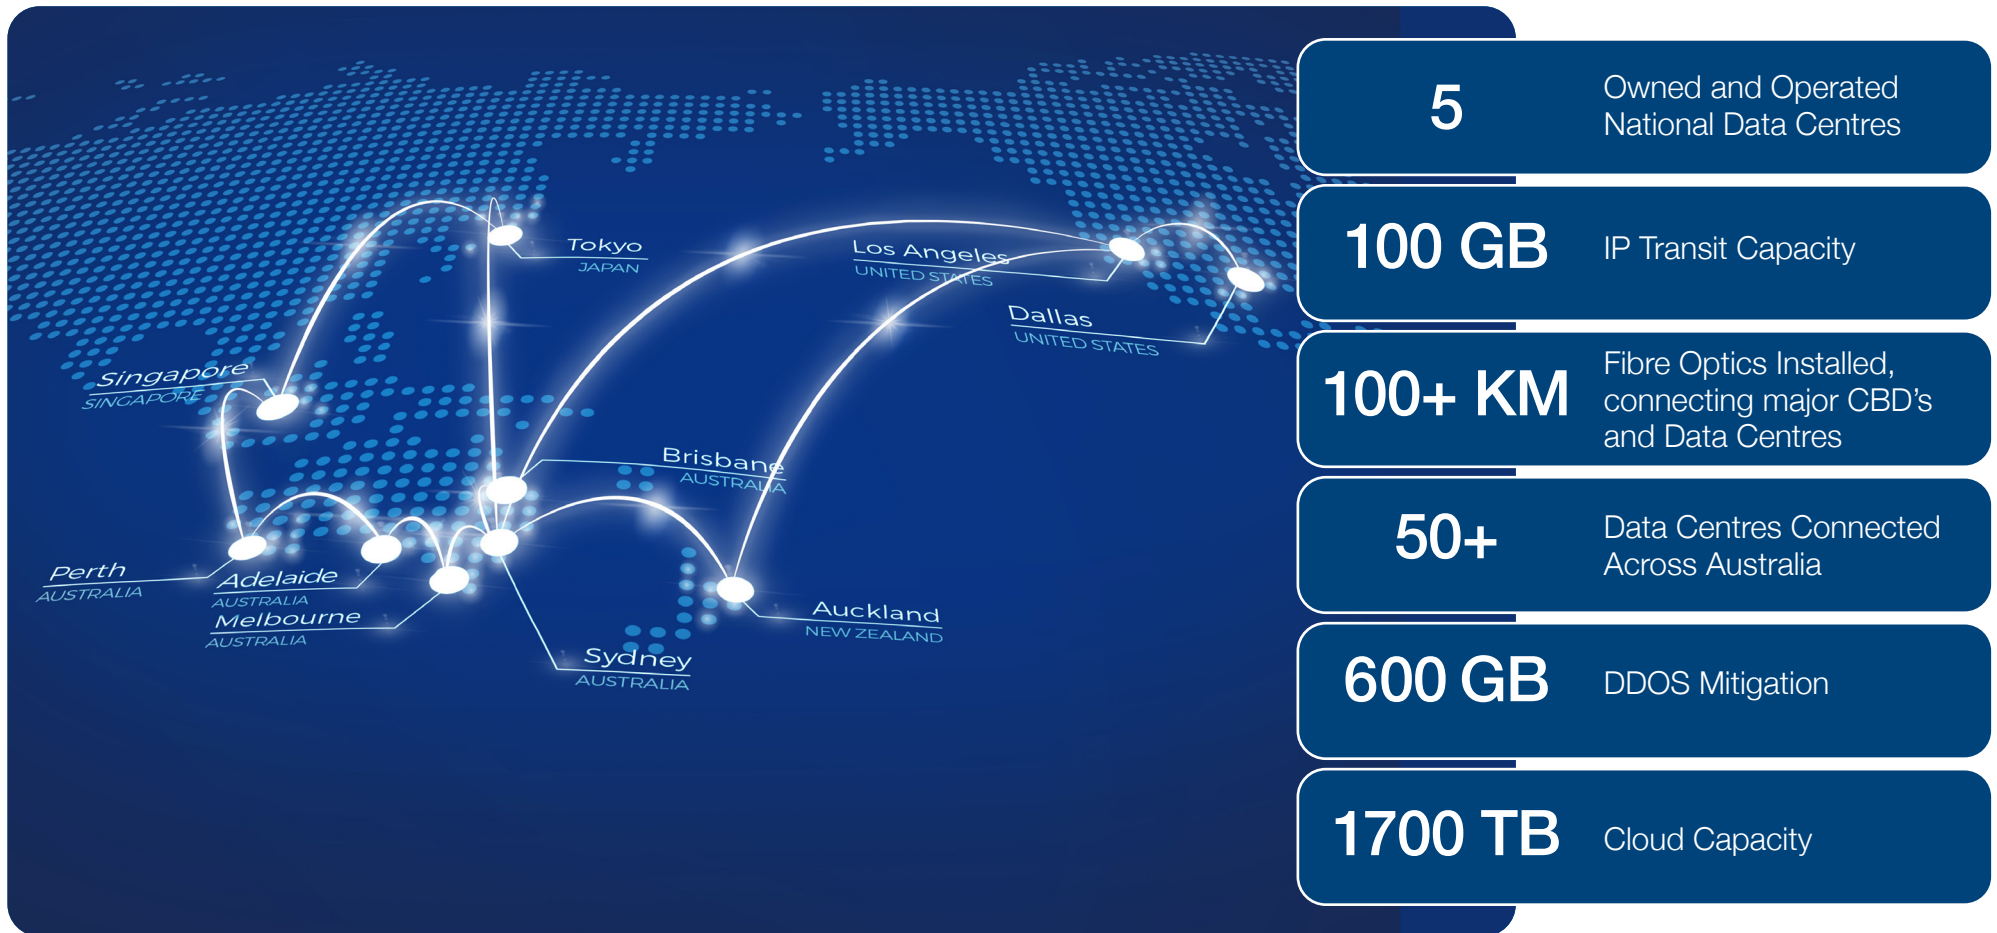 Tokyo
JAPAN
Los Angeles
UNITED STATES
Dallas
UNITED STATES
Singapore
SINGAPORE
Brisbane
AUSTRALIA
Perth
AUSTRALIA
Adelaide
AUSTRALIA
Melbourne
AUSTRALIA
Auckland
NEW ZEALAND
Sydney
AUSTRALIA
5
Owned and Operated
National Data Centres
100 GB
IP Transit Capacity
100+ KM
Fibre Optics Installed,
connecting major CBD’s
and Data Centres
50+
Data Centres Connected
Across Australia
600 GB
DDOS Mitigation
1700 TB
Cloud Capacity